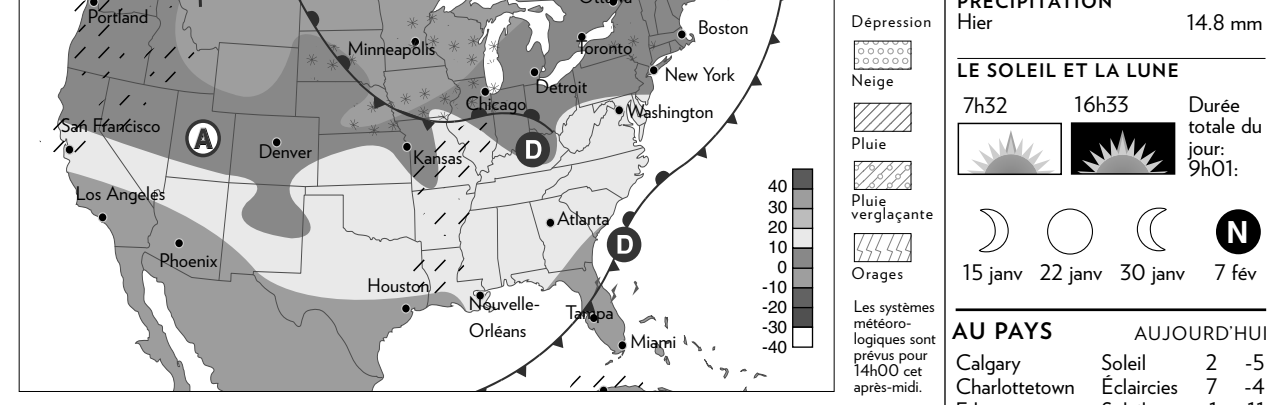 Portland
Minneapolis
Ottawa
Toronto
Boston
New York
Detroit
Chicago
Washington
San Francisco
A
Denver
Kansas
D
Los Angeles
Atlanta
D
Phoenix
Houston
Nouvelle-
Orléans
Tampa
Miami
40
30
20
10
0
-10
-20
-30
-40
Dépression
Neige
Pluie
Pluie
verglaçante
Orages
Les systèmes
météoro-
logiques sont
prévus pour
14h00 cet
après-midi.
PRÉCIPITATION
Hier 14.8 mm
LE SOLEIL ET LA LUNE
7h32 16h33 Durée
totale du
jour:
9h01:
N
15 janv 22 janv 30 janv 7 fév
AU PAYS AUJOURD'HUI
Calgary Soleil 2 -5
Charlottetown Éclaircies 7 -4